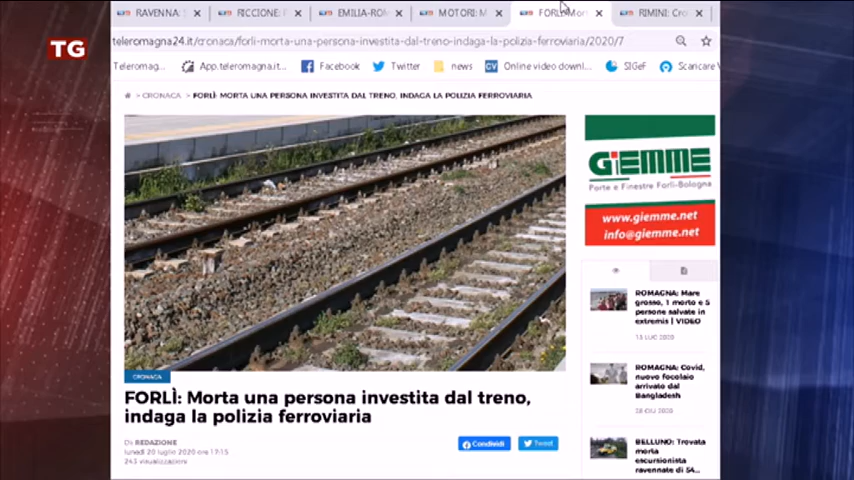 TG
RAVENNA:
RICCIONE:
EMILIA-ROM
MOTORI: M
FORLÌ: Mort
RIMINI: Cro
teleromagna24.it/cronaca/forli-morta-una-persona-investita-dal-treno-indaga-la-polizia-ferroviaria/2020/7
Teleromag...
App.teleromagna.it...
Facebook
Twitter
news
CV
Online video downl...
SIGeF
Scaricare V
> CRONACA > FORLÌ: MORTA UNA PERSONA INVESTITA DAL TRENO, INDAGA LA POLIZIA FERROVIARIA
GIEMME
Porte e Finestre Forlì-Bologna
www.giemme.net
info@giemme.net
ROMAGNA: Mare
grosso, 1 morto e 5
persone salvate in
extremis | VIDEO
13 LUG 2020
ROMAGNA: Covid,
nuovo focolaio
arrivato dal
Bangladesh
28 GIU 2020
BELLUNO: Trovata
morta
escursionista
ravennate di 54...
CRONACA
FORLÌ: Morta una persona investita dal treno,
indaga la polizia ferroviaria
Di REDAZIONE
lunedì 20 luglio 2020 ore 17:15
243 visualizzazioni
Condividi
Tweet